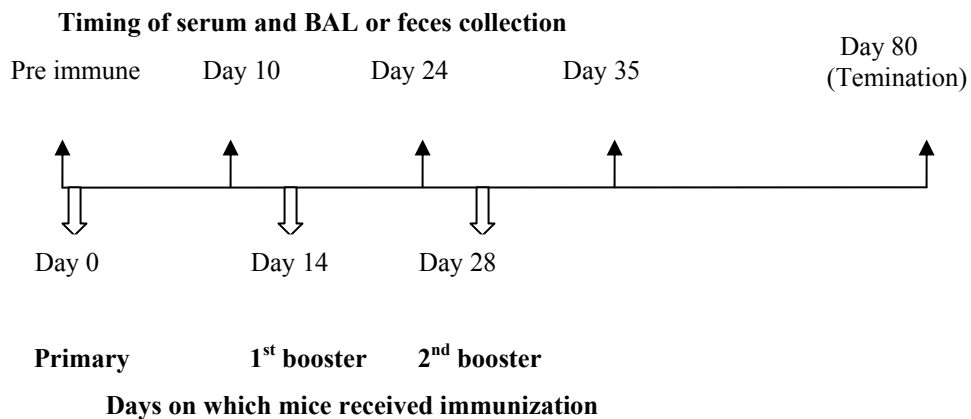 Timing of serum and BAL or feces collection
Pre immune Day 10 Day 24 Day 35 Day 80
(Temination)
Day 0 Day 14 Day 28
Primary 1st booster 2nd booster
Days on which mice received immunization